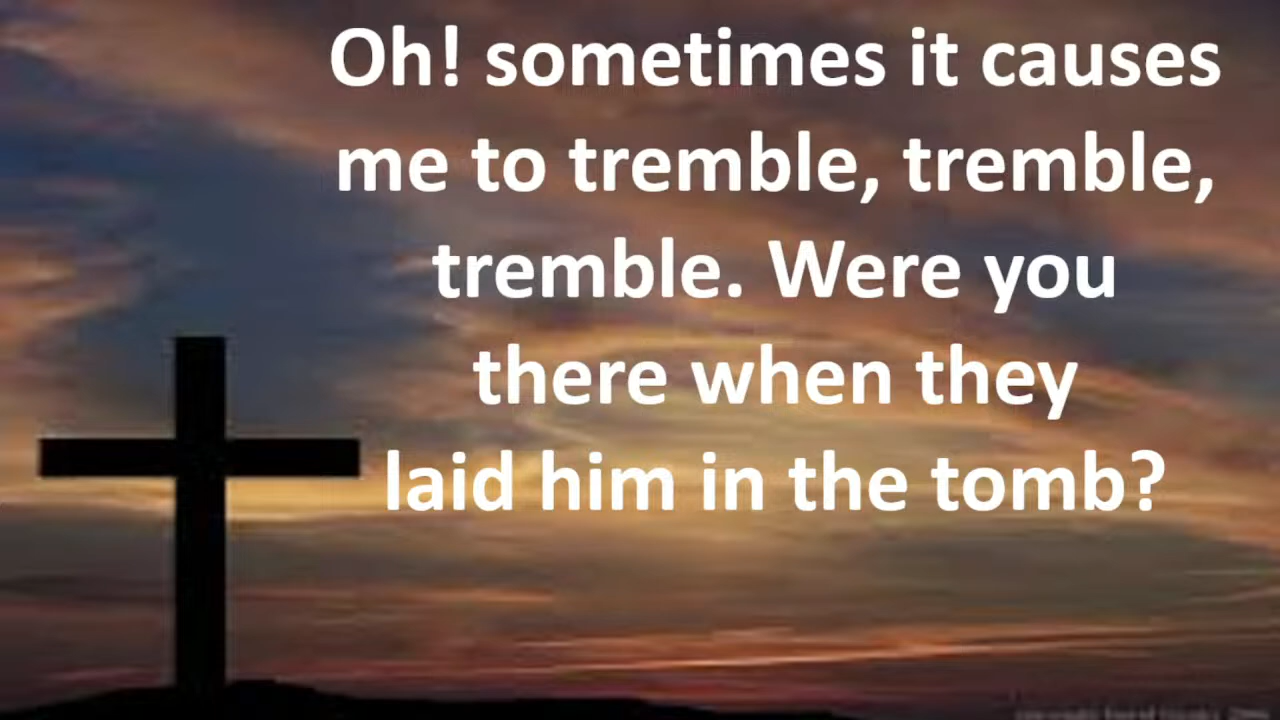 Oh! sometimes it causes
me to tremble, tremble,
tremble. Were you
there when they
laid him in the tomb?